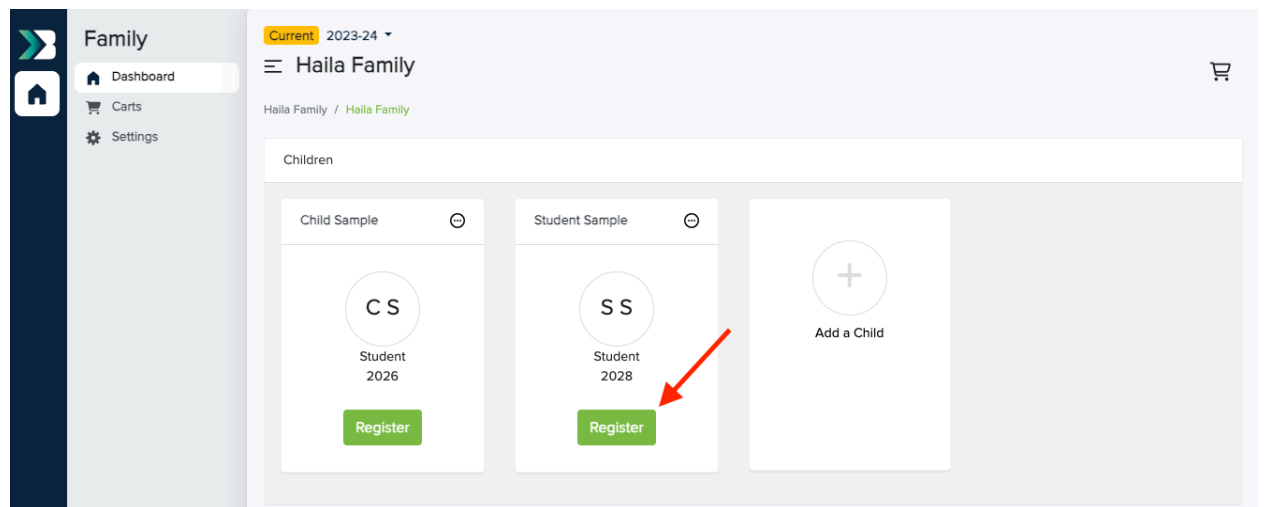 Family
Dashboard
Carts
Settings
Current 2023-24
Haila Family
Haila Family / Haila Family
Children
Child Sample
C S
Student
2026
Register
Student Sample
S S
Student
2028
Register
Add a Child